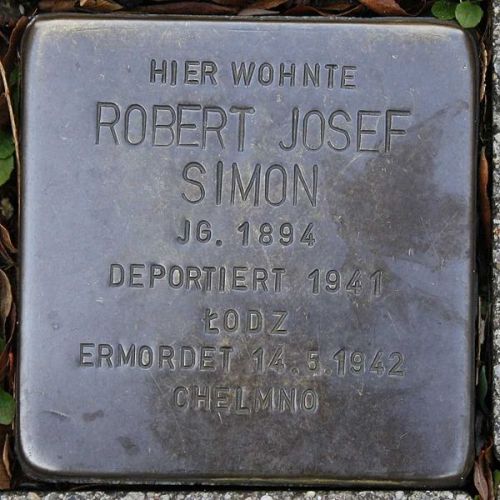 HIER WOHNTE
ROBERT JOSEF
SIMON
JG. 1894
DEPORTIERT 1941
ŁODZ
ERMORDET 14.5.1942
CHELMNO